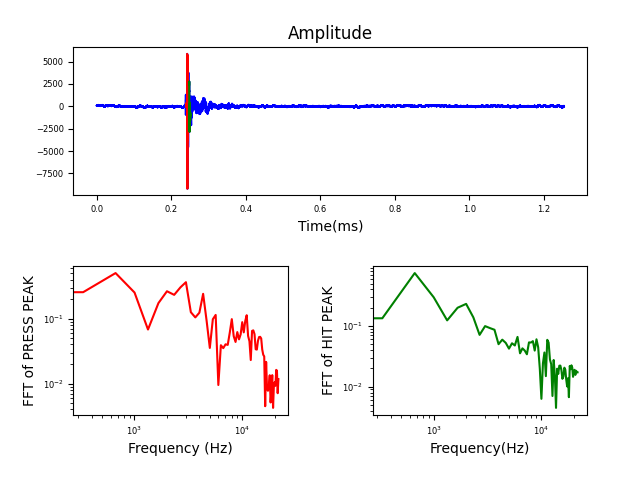 Amplitude
5000
2500
0
−2500
−5000
−7500
0.0 0.2 0.4 0.6 0.8 1.0 1.2
Time(ms)
FFT of PRESS PEAK
10⁻¹
10⁻²
10³ 10⁴
Frequency (Hz)
FFT of HIT PEAK
10⁻¹
10⁻²
10³ 10⁴
Frequency(Hz)